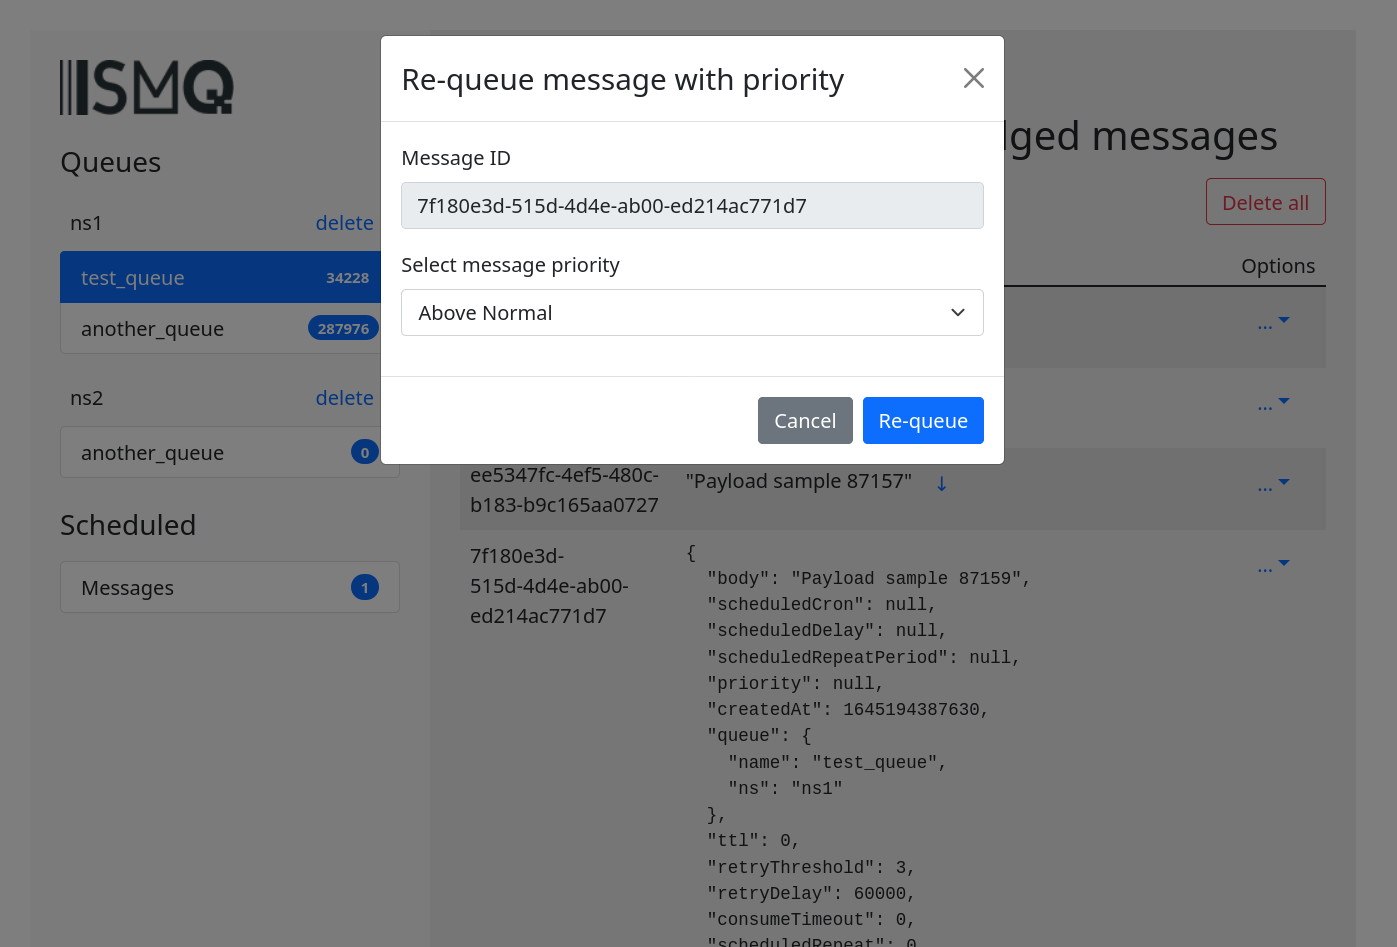 ISMQ
Queues
ns1 delete
test_queue 34228
another_queue 287976
ns2 delete
another_queue 0
Scheduled
Messages 1
Re-queue message with priority
Message ID
7f180e3d-515d-4d4e-ab00-ed214ac771d7
Select message priority
Above Normal
Cancel Re-queue
dged messages
Delete all
Options
...
...
ee5347fc-4ef5-480c-
b183-b9c165aa0727
"Payload sample 87157" ↓
...
7f180e3d-
515d-4d4e-ab00-
ed214ac771d7
...
{
"body": "Payload sample 87159",
"scheduledCron": null,
"scheduledDelay": null,
"scheduledRepeatPeriod": null,
"priority": null,
"createdAt": 1645194387630,
"queue": {
"name": "test_queue",
"ns": "ns1"
},
"ttl": 0,
"retryThreshold": 3,
"retryDelay": 60000,
"consumeTimeout": 0,
"scheduledRepeat": 0